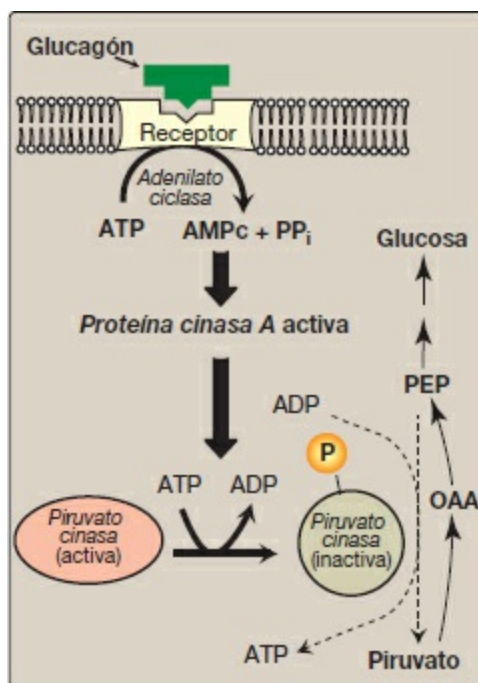 Glucagón
Receptor
Adenilato
ciclasa
ATP
AMPc + PPi
Glucosa
Proteína cinasa A activa
PEP
ADP
P
ATP ADP
OAA
Piruvato
cinasa
(activa)
Piruvato
cinasa
(inactiva)
ATP
Piruvato